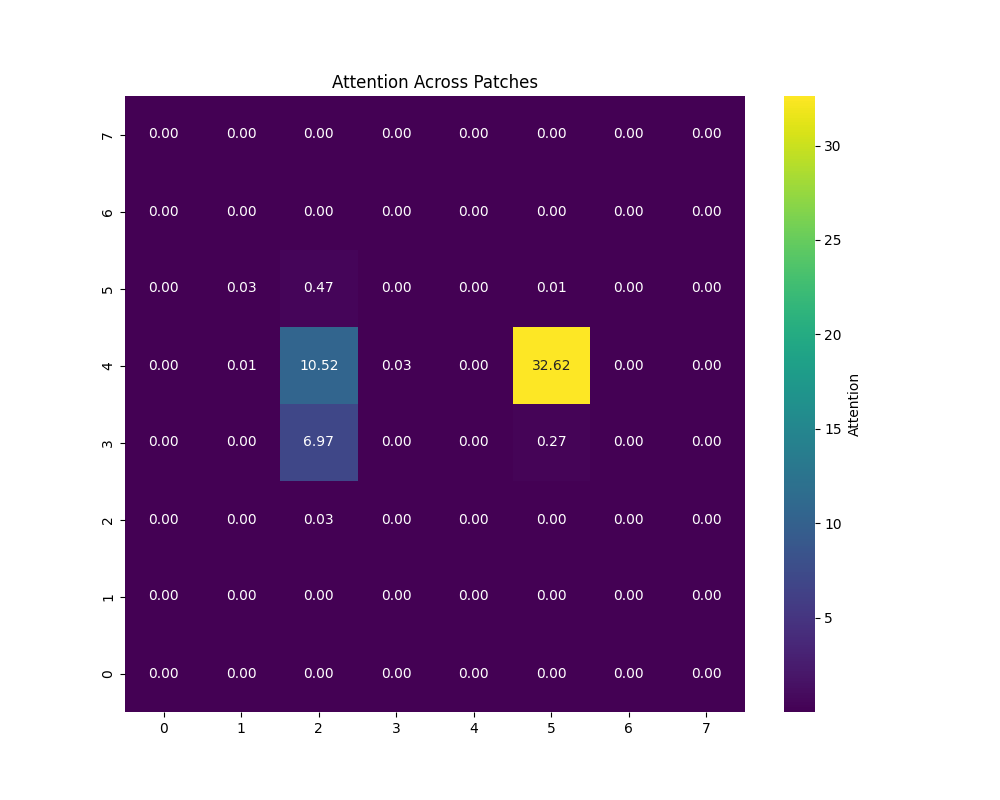 Attention Across Patches
7 0.00 0.00 0.00 0.00 0.00 0.00 0.00 0.00
6 0.00 0.00 0.00 0.00 0.00 0.00 0.00 0.00
5 0.00 0.03 0.47 0.00 0.00 0.01 0.00 0.00
4 0.00 0.01 10.52 0.03 0.00 32.62 0.00 0.00
3 0.00 0.00 6.97 0.00 0.00 0.27 0.00 0.00
2 0.00 0.00 0.03 0.00 0.00 0.00 0.00 0.00
1 0.00 0.00 0.00 0.00 0.00 0.00 0.00 0.00
0 0.00 0.00 0.00 0.00 0.00 0.00 0.00 0.00
0 1 2 3 4 5 6 7
30
25
20
15
10
5
Attention